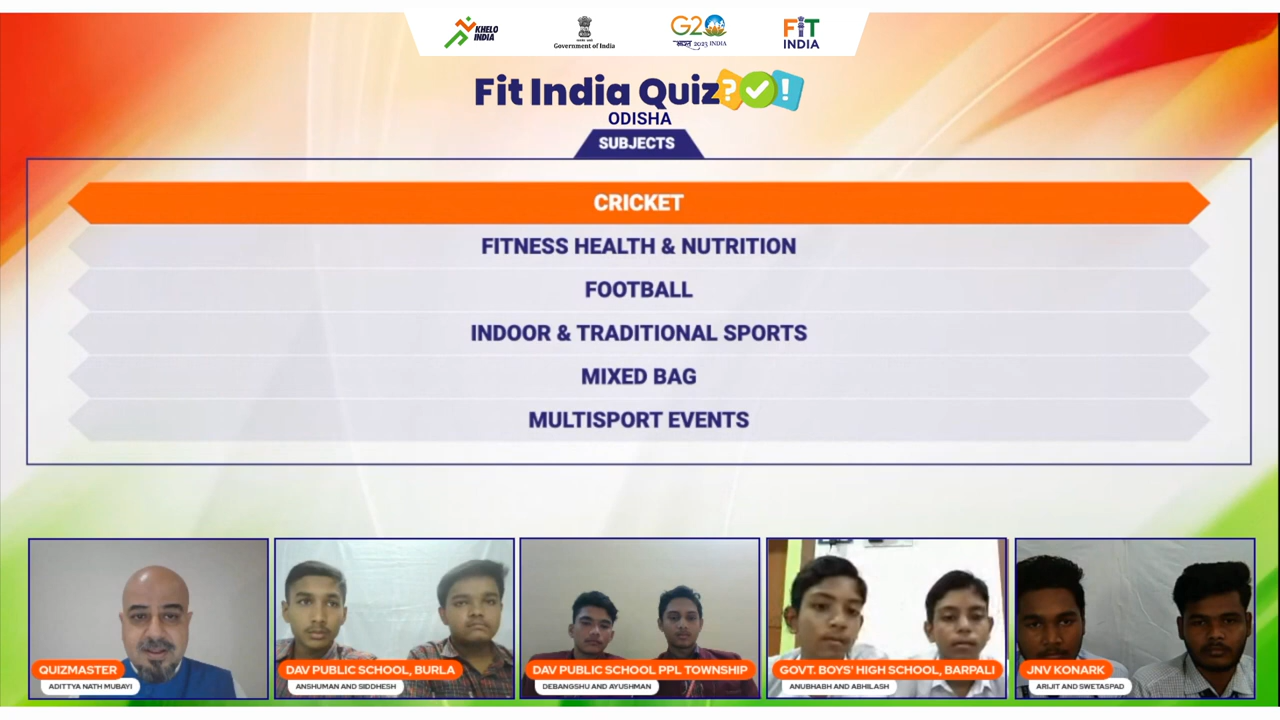 KHELO
INDIA
Government of India
G20
2023 INDIA
FIT
INDIA
Fit India Quiz?!
ODISHA
SUBJECTS
CRICKET
FITNESS HEALTH & NUTRITION
FOOTBALL
INDOOR & TRADITIONAL SPORTS
MIXED BAG
MULTISPORT EVENTS
QUIZMASTER
ADITTYA NATH MUBAYI
DAV PUBLIC SCHOOL, BURLA
ANSHUMAN AND SIDDHESH
DAV PUBLIC SCHOOL PPL TOWNSHIP
DEBANGSHU AND AYUSHMAN
GOVT. BOYS' HIGH SCHOOL, BARPALI
ANUBHABH AND ABHILASH
JNV KONARK
ARIJIT AND SWETASPAD